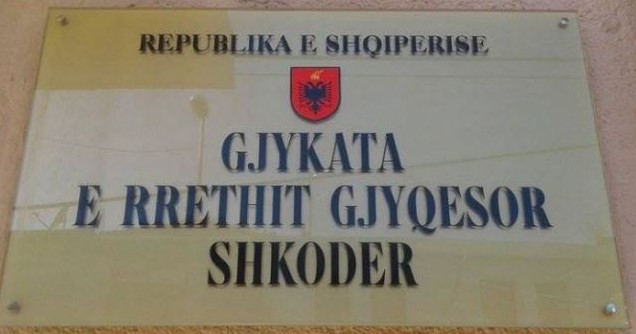 REPUBLIKA E SHQIPERISE
GJYKATA
E RRETHIT GJYQESOR
SHKODER